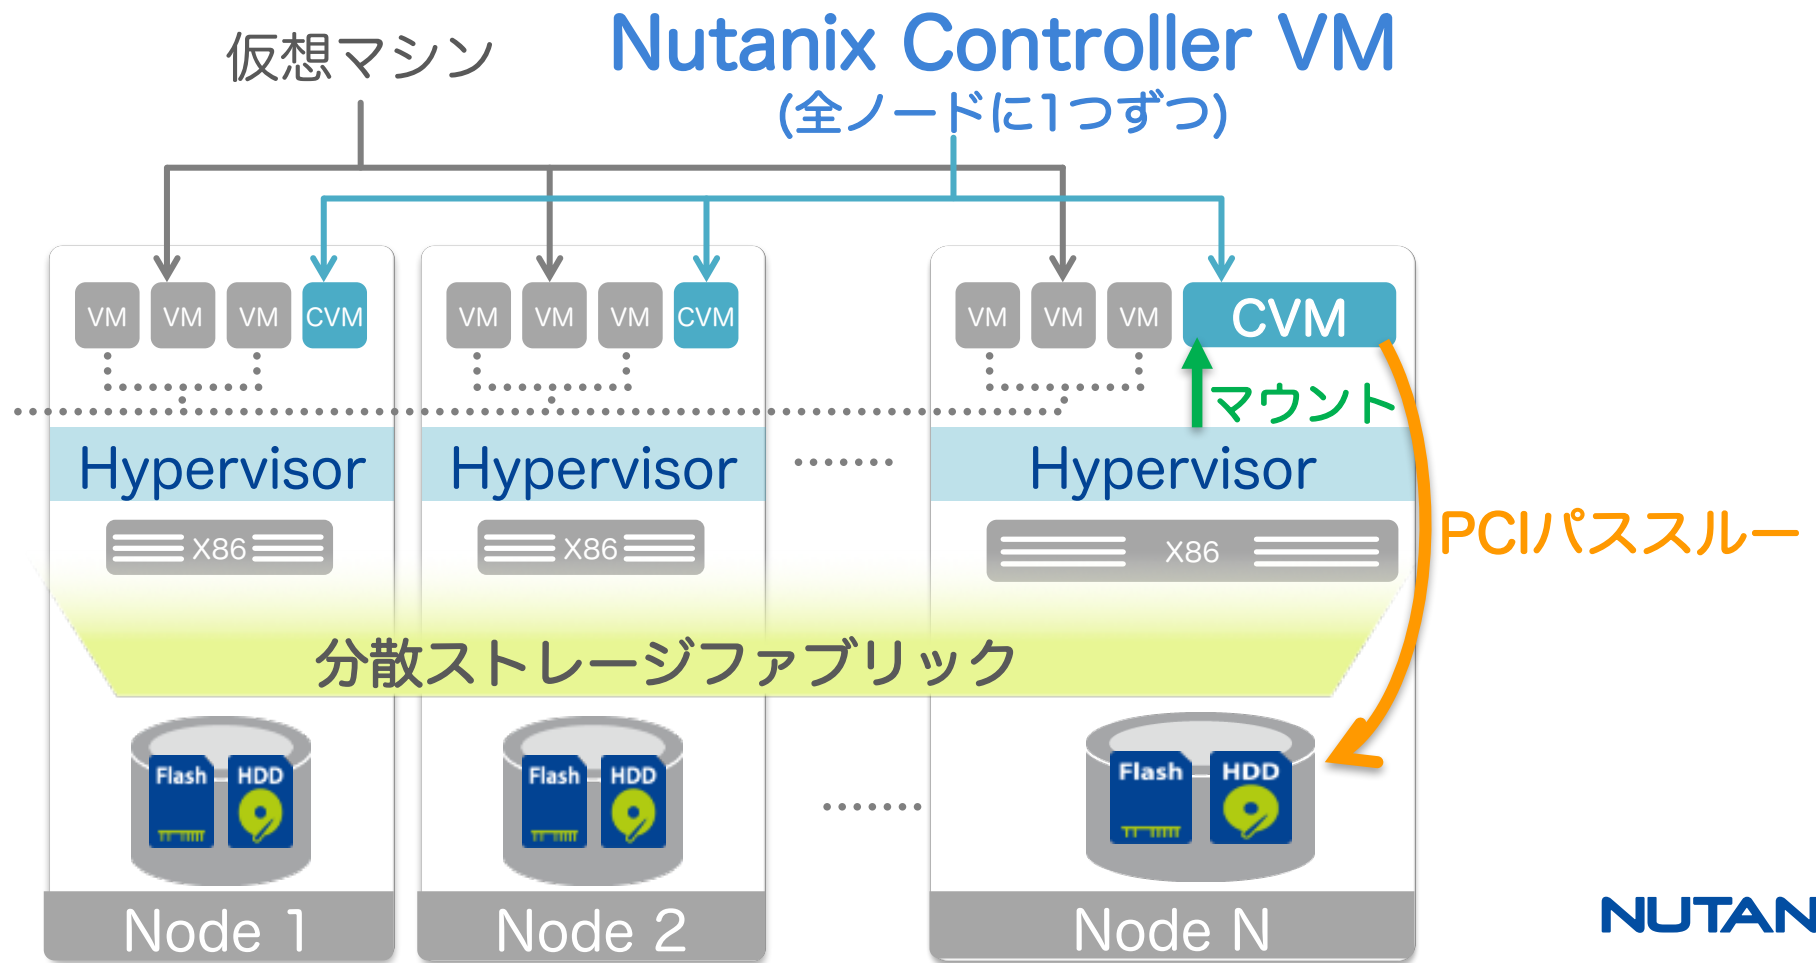 仮想マシン
Nutanix Controller VM
(全ノードに1つずつ)
VM VM VM CVM
VM VM VM CVM
VM VM VM CVM
マウント
Hypervisor
Hypervisor
Hypervisor
X86
X86
X86
PCIパススルー
分散ストレージファブリック
Flash HDD
Flash HDD
Flash HDD
Node 1
Node 2
Node N
NUTAN